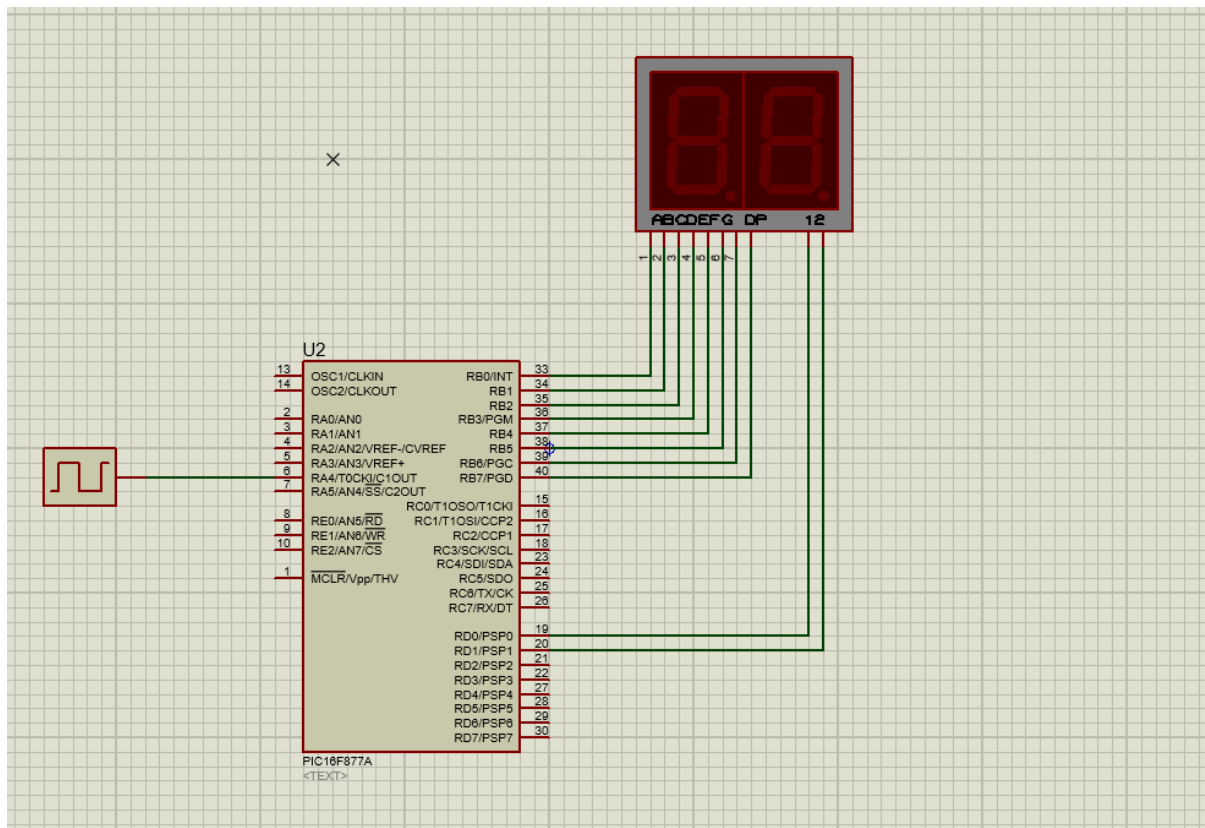 ABCDEFG DP 12
1 2 3 4 5 6 7
U2
13 OSC1/CLKIN RB0/INT 33
14 OSC2/CLKOUT RB1 34
RB2 35
2 RA0/AN0 RB3/PGM 36
3 RA1/AN1 RB4 37
4 RA2/AN2/VREF-/CVREF RB5 38
5 RA3/AN3/VREF+ RB6/PGC 39
6 RA4/T0CKI/C1OUT RB7/PGD 40
7 RA5/AN4/SS/C2OUT
RC0/T1OSO/T1CKI 15
8 RE0/AN5/RD RC1/T1OSI/CCP2 16
9 RE1/AN6/WR RC2/CCP1 17
10 RE2/AN7/CS RC3/SCK/SCL 18
RC4/SDI/SDA 23
1 MCLR/Vpp/THV RC5/SDO 24
RC6/TX/CK 25
RC7/RX/DT 26
RD0/PSP0 19
RD1/PSP1 20
RD2/PSP2 21
RD3/PSP3 22
RD4/PSP4 27
RD5/PSP5 28
RD6/PSP6 29
RD7/PSP7 30
PIC16F877A
<TEXT>